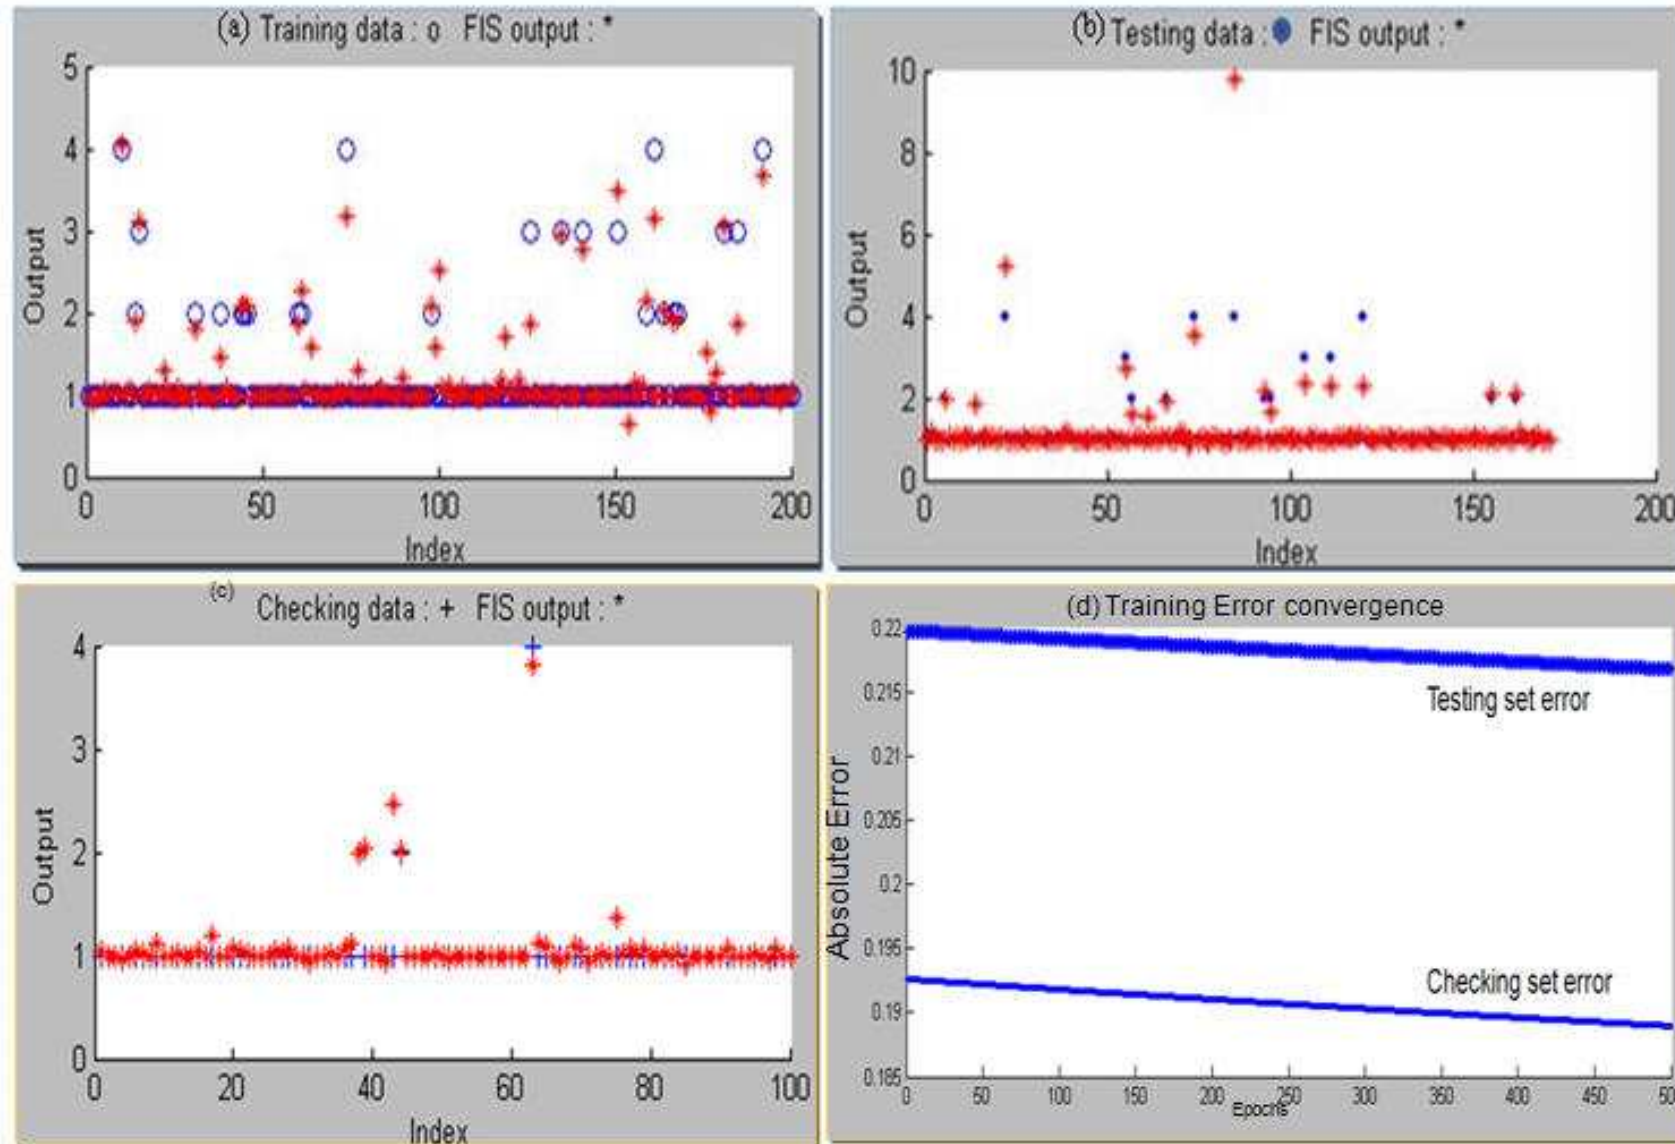 (a) Training data : o FIS output : *
5
4
3
2
1
0
Output
0 50 100 150 200
Index
(b) Testing data : ● FIS output : *
10
8
6
4
2
0
Output
0 50 100 150 200
Index
(c) Checking data : + FIS output : *
4
3
2
1
0
Output
0 20 40 60 80 100
Index
(d) Training Error convergence
0.22
0.215
0.21
0.205
0.2
0.195
0.19
0.185
Absolute Error
Testing set error
Checking set error
0 50 100 150 200 250 300 350 400 450 500
Epochs